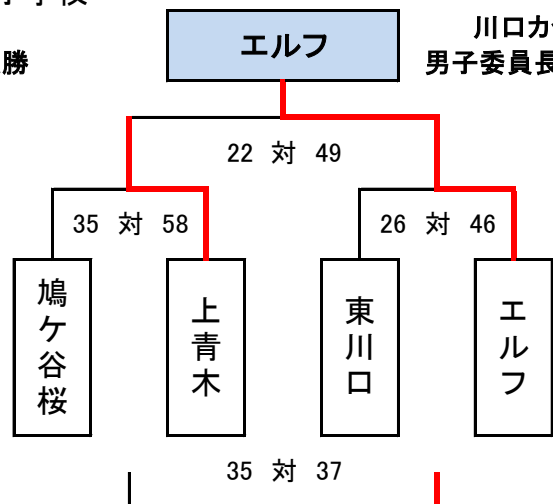 勝
エルフ
川口カ
男子委員長
22 対 49
35 対 58
26 対 46
鳩ケ谷桜
上青木
東川口
エルフ
35 対 37